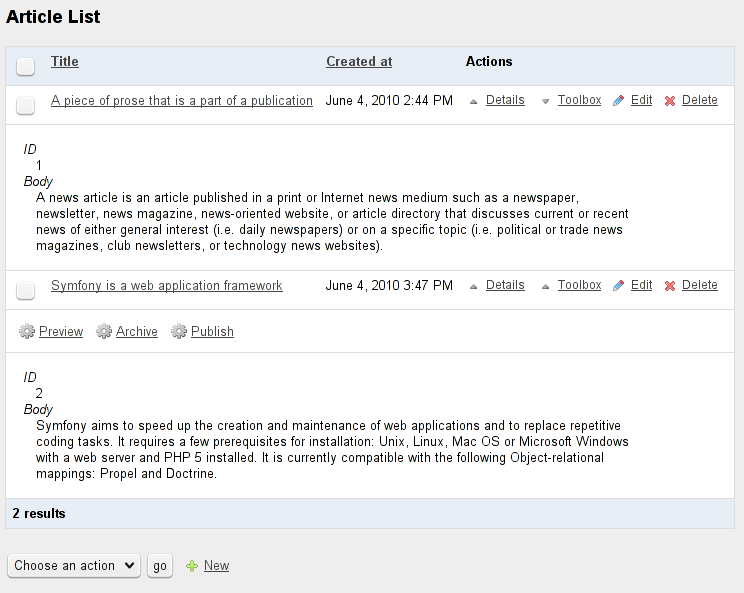 Article List
Title Created at Actions
A piece of prose that is a part of a publication June 4, 2010 2:44 PM Details Toolbox Edit Delete
ID
1
Body
A news article is an article published in a print or Internet news medium such as a newspaper,
newsletter, news magazine, news-oriented website, or article directory that discusses current or recent
news of either general interest (i.e. daily newspapers) or on a specific topic (i.e. political or trade news
magazines, club newsletters, or technology news websites).
Symfony is a web application framework June 4, 2010 3:47 PM Details Toolbox Edit Delete
Preview Archive Publish
ID
2
Body
Symfony aims to speed up the creation and maintenance of web applications and to replace repetitive
coding tasks. It requires a few prerequisites for installation: Unix, Linux, Mac OS or Microsoft Windows
with a web server and PHP 5 installed. It is currently compatible with the following Object-relational
mappings: Propel and Doctrine.
2 results
Choose an action go New